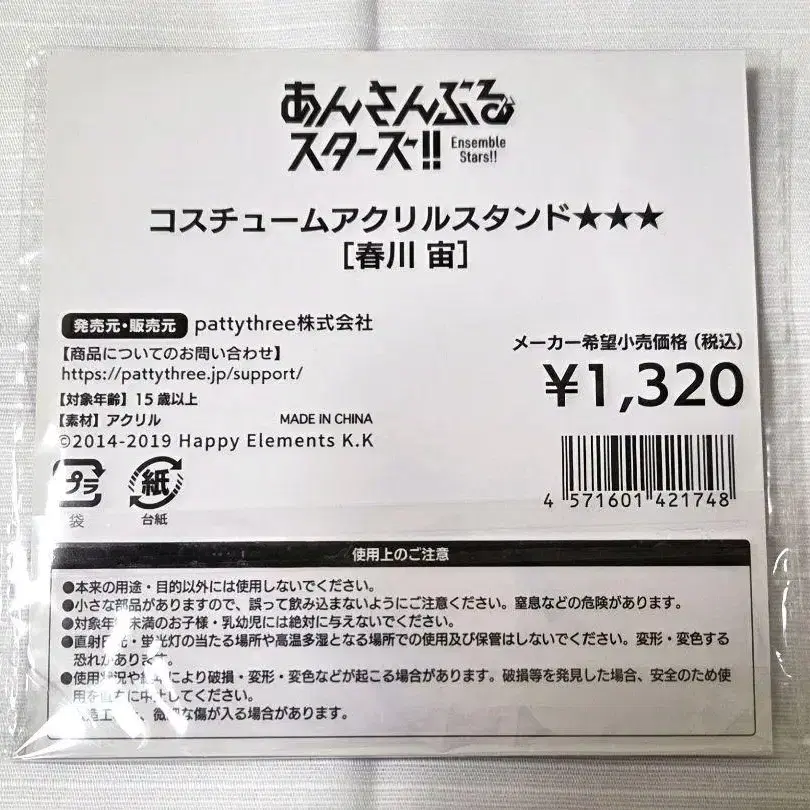 あんさんぶる
スターズ!!
Ensemble
Stars!!
コスチュームアクリルスタンド★★★
［春川 宙］
発売元・販売元 pattythree株式会社
【商品についてのお問い合わせ】
https://pattythree.jp/support/
【対象年齢】15歳以上
【素材】アクリル MADE IN CHINA
©2014-2019 Happy Elements K.K
メーカー希望小売価格（税込）
¥1,320
4 571601 421748
プラ
袋
紙
台紙
使用上のご注意
●本来の用途・目的以外には使用しないでください。
●小さな部品がありますので、誤って飲み込まないようにご注意ください。窒息などの危険があります。
●対象年 未満のお子様・乳幼児には絶対に与えないでください。
●直射日光・蛍光灯の当たる場所や高温多湿となる場所での使用及び保管はしないでください。変形・変色する
恐れがあります。
●使用状況や により破損・変形・変色などが起こる場合があります。破損等を発見した場合、安全のため使
用を直ちに中止してください。
造工 、微細な傷が入る場合があります。